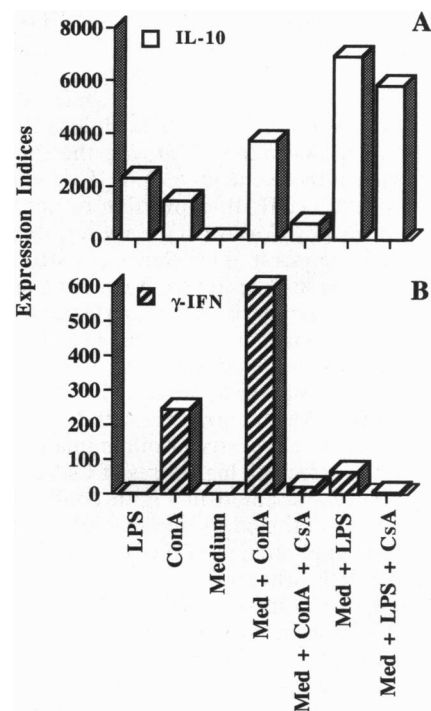 A
8000
IL-10
6000
4000
2000
0
Expression Indices
B
600
γ-IFN
500
400
300
200
100
0
LPS
ConA
Medium
Med + ConA
Med + ConA + CsA
Med + LPS
Med + LPS + CsA